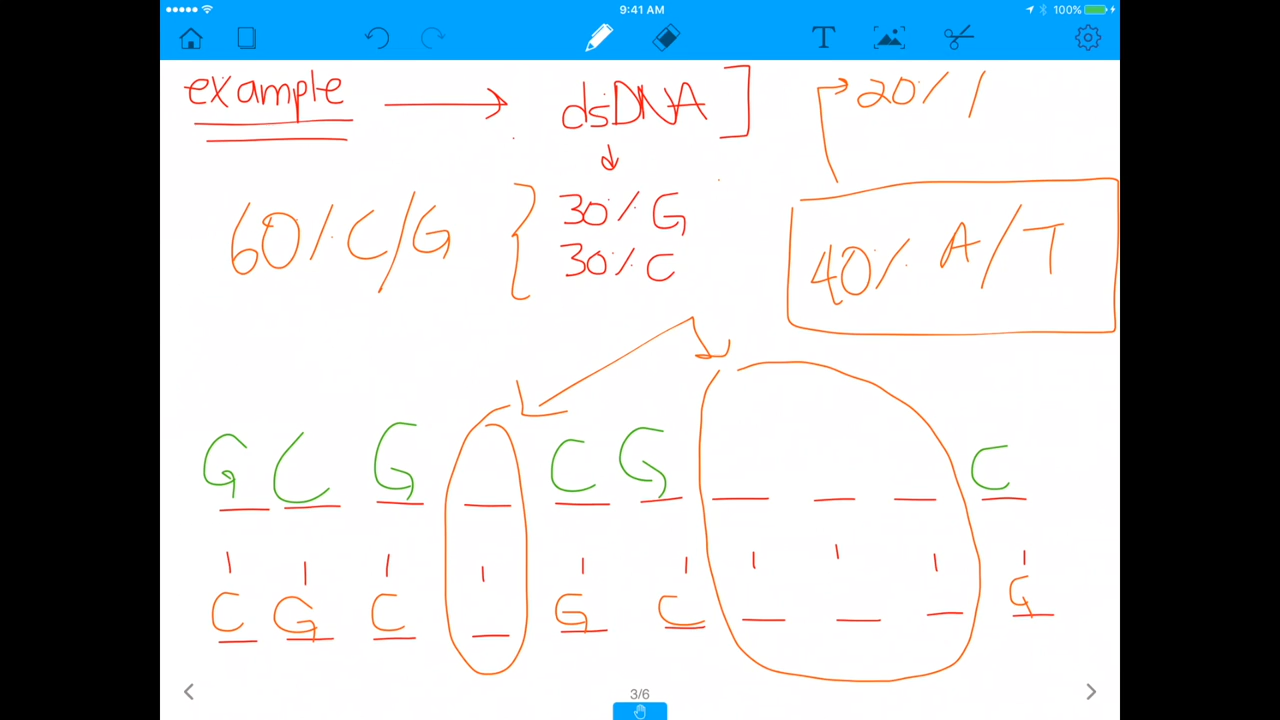 9:41 AM
100%
T
example → dsDNA ]
20% /
↓
60% C/G { 30% G
30% C
40% A/T
G C G _ C G _ _ _ C
C G C _ G C _ _ _ G
3/6